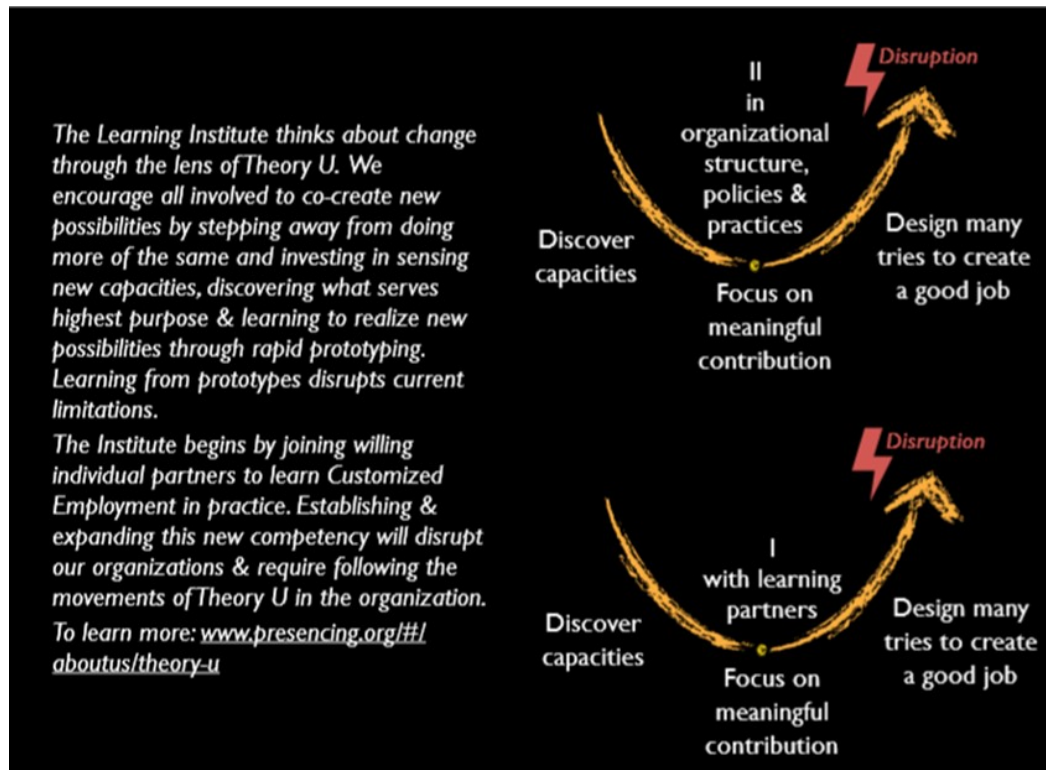 The Learning Institute thinks about change
through the lens of Theory U. We
encourage all involved to co-create new
possibilities by stepping away from doing
more of the same and investing in sensing
new capacities, discovering what serves
highest purpose & learning to realize new
possibilities through rapid prototyping.
Learning from prototypes disrupts current
limitations.
The Institute begins by joining willing
individual partners to learn Customized
Employment in practice. Establishing &
expanding this new competency will disrupt
our organizations & require following the
movements of Theory U in the organization.
To learn more: www.presencing.org/#/
aboutus/theory-u
Disruption
II
in
organizational
structure,
policies &
practices
Discover
capacities
Focus on
meaningful
contribution
Design many
tries to create
a good job
Disruption
I
with learning
partners
Discover
capacities
Focus on
meaningful
contribution
Design many
tries to create
a good job